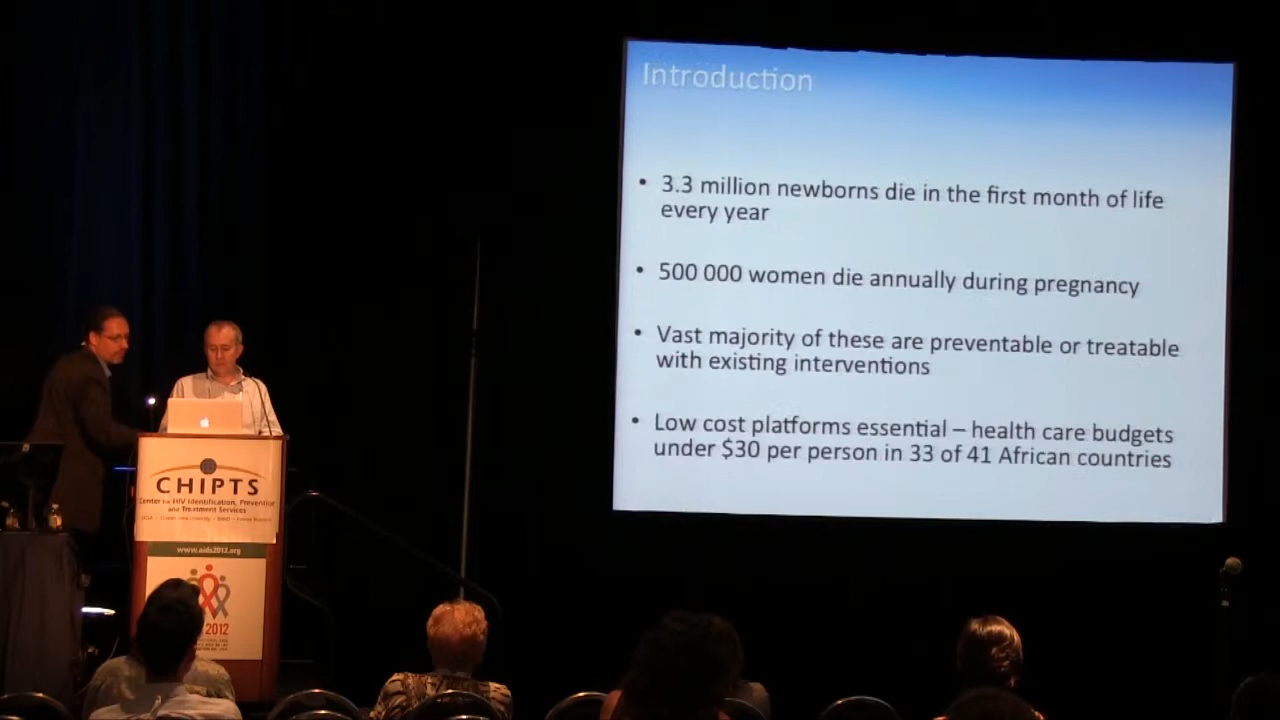 Introduction
• 3.3 million newborns die in the first month of life
every year
• 500 000 women die annually during pregnancy
• Vast majority of these are preventable or treatable
with existing interventions
• Low cost platforms essential – health care budgets
under $30 per person in 33 of 41 African countries
CHIPTS
Center for HIV Identification, Prevention
and Treatment Services
www.aids2012.org
2012